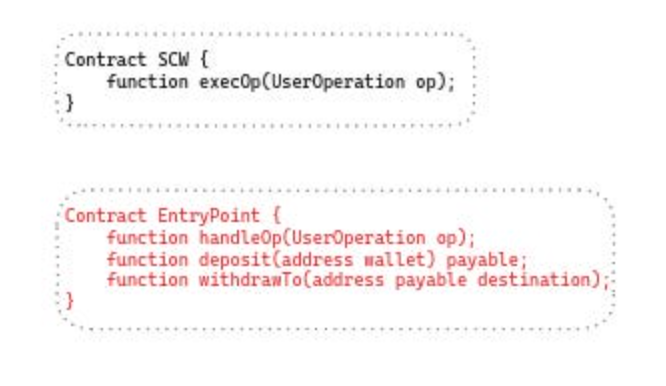 Contract SCW {
    function execOp(UserOperation op);
}
Contract EntryPoint {
    function handleOp(UserOperation op);
    function deposit(address wallet) payable;
    function withdrawTo(address payable destination);
}